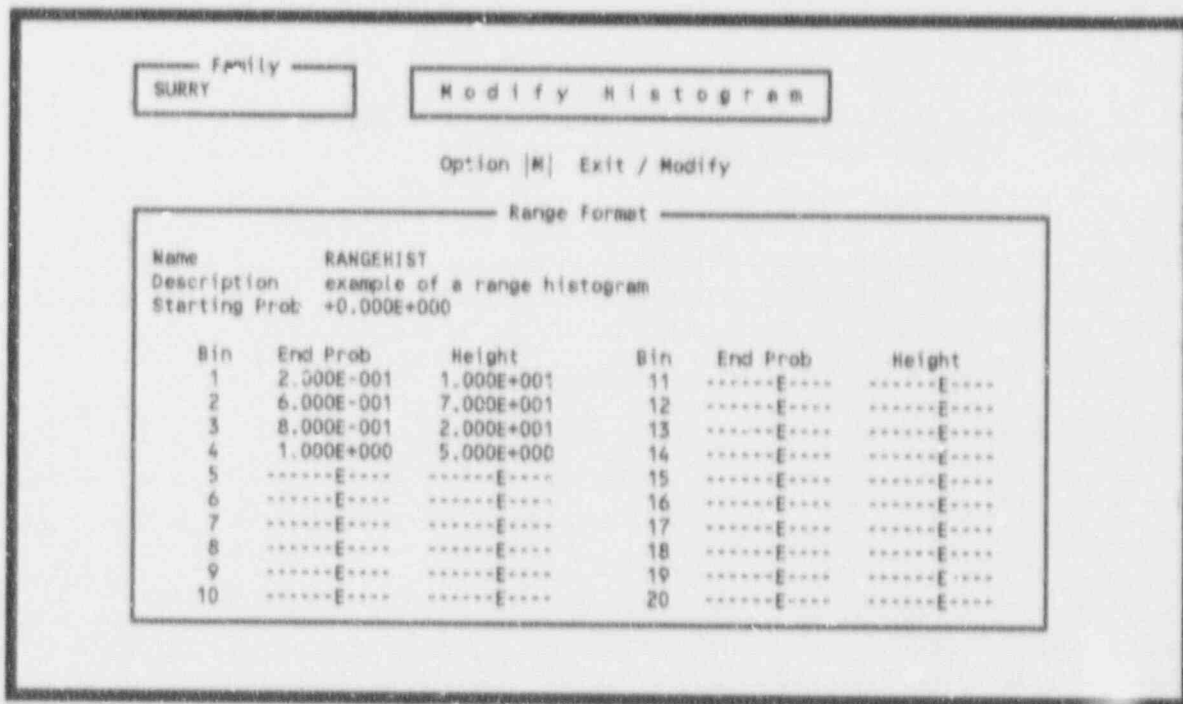 Family
SURRY
Modify Histogram
Option |M| Exit / Modify
Range Format
Name RANGEHIST
Description example of a range histogram
Starting Prob +0.000E+000
Bin End Prob Height Bin End Prob Height
1 2.000E-001 1.000E+001 11 ------E---- ------E----
2 6.000E-001 7.000E+001 12 ------E---- ------E----
3 8.000E-001 2.000E+001 13 ------E---- ------E----
4 1.000E+000 5.000E+000 14 ------E---- ------E----
5 ------E---- ------E---- 15 ------E---- ------E----
6 ------E---- ------E---- 16 ------E---- ------E----
7 ------E---- ------E---- 17 ------E---- ------E----
8 ------E---- ------E---- 18 ------E---- ------E----
9 ------E---- ------E---- 19 ------E---- ------E----
10 ------E---- ------E---- 20 ------E---- ------E----